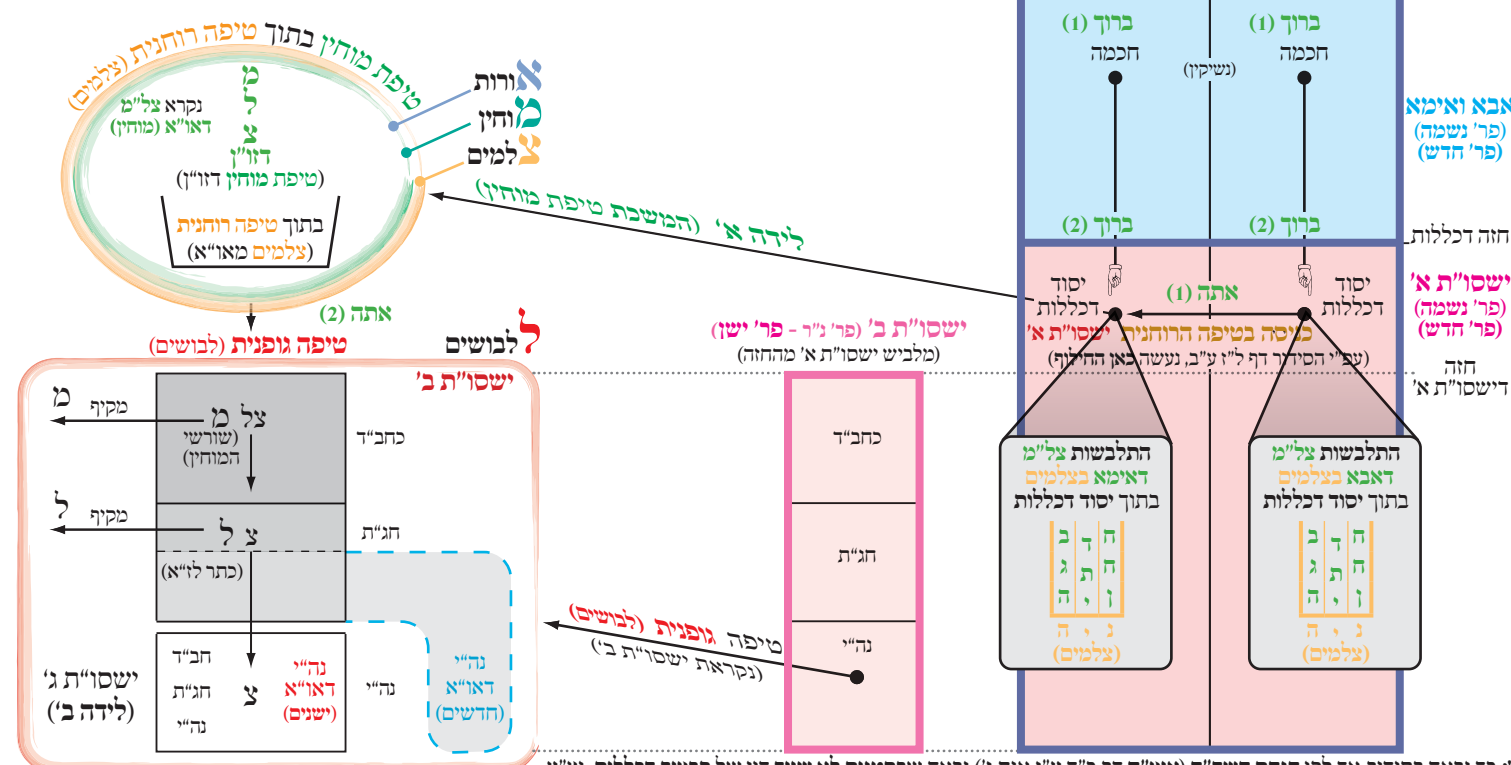 ברוך (1)
ברוך (1)
חכמה
חכמה
(נשיקין)
אבא ואימא
(פר' נשמה)
(פר' חדש)
ברוך (2)
ברוך (2)
חזה דכללות
יסוד
דכללות
יסוד
דכללות
אתה (1)
כניסה בטיפה הרוחנית ישסו"ת א'
(עפ"י הסידור דף ל"ז ע"ב, נעשה כאן החילוף)
ישסו"ת א'
(פר' נשמה)
(פר' חדש)
חזה
דישסו"ת א'
התלבשות צל"מ
דאבא בצלמים
בתוך יסוד דכללות
ח ד ב
ח ת ג
ן י ה
נ י ה
(צלמים)
התלבשות צל"מ
דאימא בצלמים
בתוך יסוד דכללות
ח ד ב
ח ת ג
ן י ה
נ י ה
(צלמים)
לידה א' (המשכת טיפת מוחין)
ישסו"ת ב' (פר' נ"ר - פר' ישן)
(מלביש ישסו"ת א' מהחזה)
כחב"ד
חג"ת
נה"י
טיפה גופנית (לבושים)
(נקראת ישסו"ת ב')
טיפת מוחין בתוך טיפה רוחנית (צלמים)
אורות
מוחין
צלמים
מ
ל
צ
דזו"ן
נקרא צל"מ
דאו"א (מוחין)
(טיפת מוחין דזו"ן)
בתוך טיפה רוחנית
(צלמים מאו"א)
אתה (2)
טיפה גופנית (לבושים)
לבושים
ישסו"ת ב'
צל מ
(שורשי
המוחין)
מקיף
מ
כחב"ד
צ ל
מקיף
ל
חג"ת
(כתר לז"א)
נה"י
דאו"א
(חדשים)
נה"י
נה"י
דאו"א
(ישנים)
צ
חב"ד
חג"ת
נה"י
ישסו"ת ג'
(לידה ב')